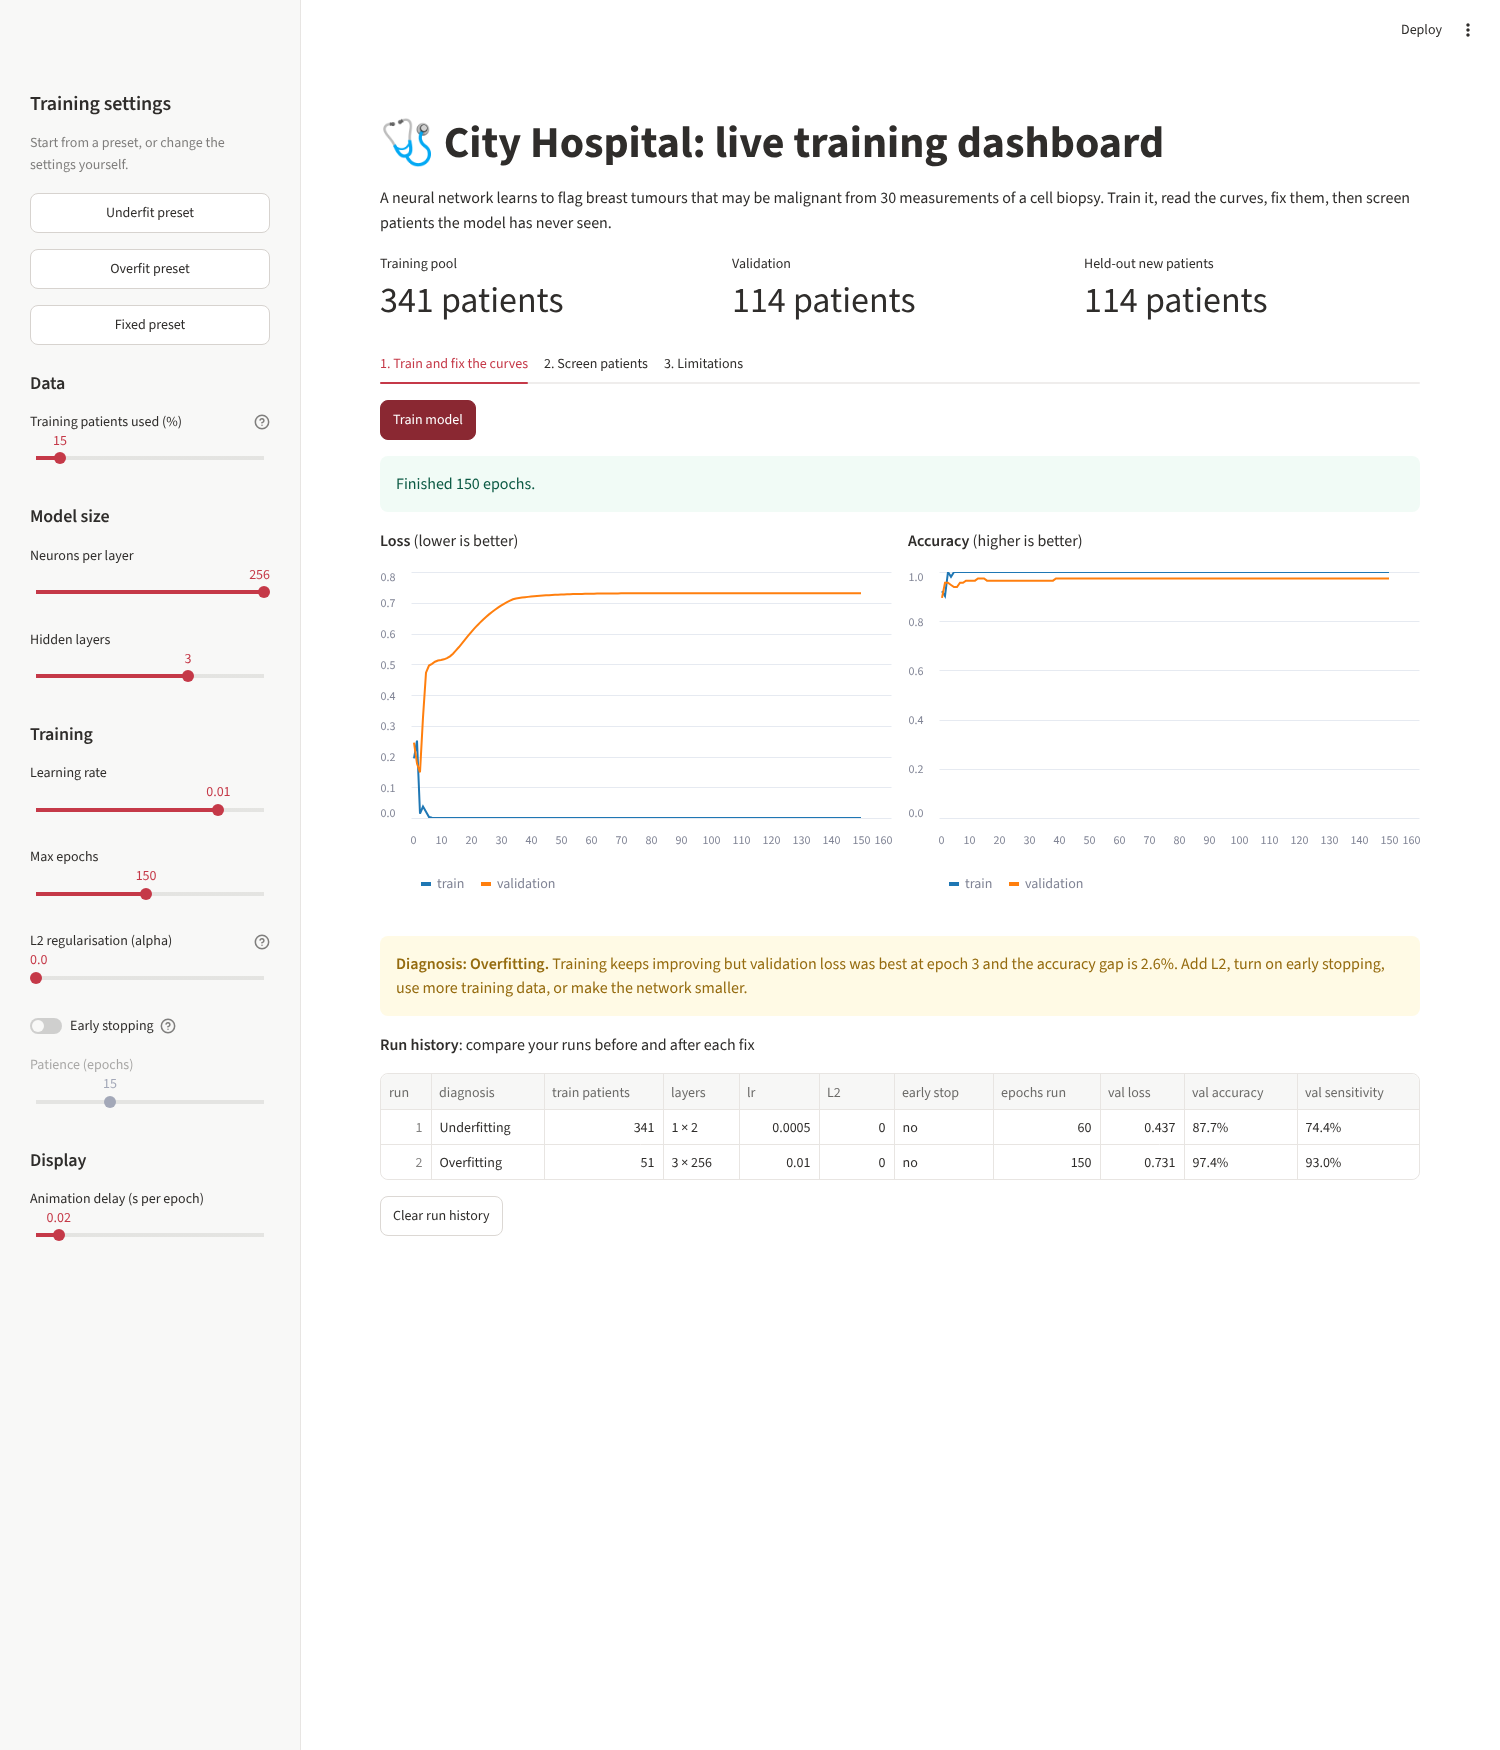 Deploy
Training settings
Start from a preset, or change the
settings yourself.
Underfit preset
Overfit preset
Fixed preset
Data
Training patients used (%)
15
Model size
Neurons per layer
256
Hidden layers
3
Training
Learning rate
0.01
Max epochs
150
L2 regularisation (alpha)
0.0
Early stopping
Patience (epochs)
15
Display
Animation delay (s per epoch)
0.02
City Hospital: live training dashboard
A neural network learns to flag breast tumours that may be malignant from 30 measurements of a cell biopsy. Train it, read the curves, fix them, then screen
patients the model has never seen.
Training pool Validation Held-out new patients
341 patients 114 patients 114 patients
1. Train and fix the curves 2. Screen patients 3. Limitations
Train model
Finished 150 epochs.
Loss (lower is better)
0.8
0.7
0.6
0.5
0.4
0.3
0.2
0.1
0.0
0 10 20 30 40 50 60 70 80 90 100 110 120 130 140 150 160
train validation
Accuracy (higher is better)
1.0
0.8
0.6
0.4
0.2
0.0
0 10 20 30 40 50 60 70 80 90 100 110 120 130 140 150 160
train validation
Diagnosis: Overfitting. Training keeps improving but validation loss was best at epoch 3 and the accuracy gap is 2.6%. Add L2, turn on early stopping,
use more training data, or make the network smaller.
Run history: compare your runs before and after each fix
run diagnosis train patients layers lr L2 early stop epochs run val loss val accuracy val sensitivity
1 Underfitting 341 1 × 2 0.0005 0 no 60 0.437 87.7% 74.4%
2 Overfitting 51 3 × 256 0.01 0 no 150 0.731 97.4% 93.0%
Clear run history